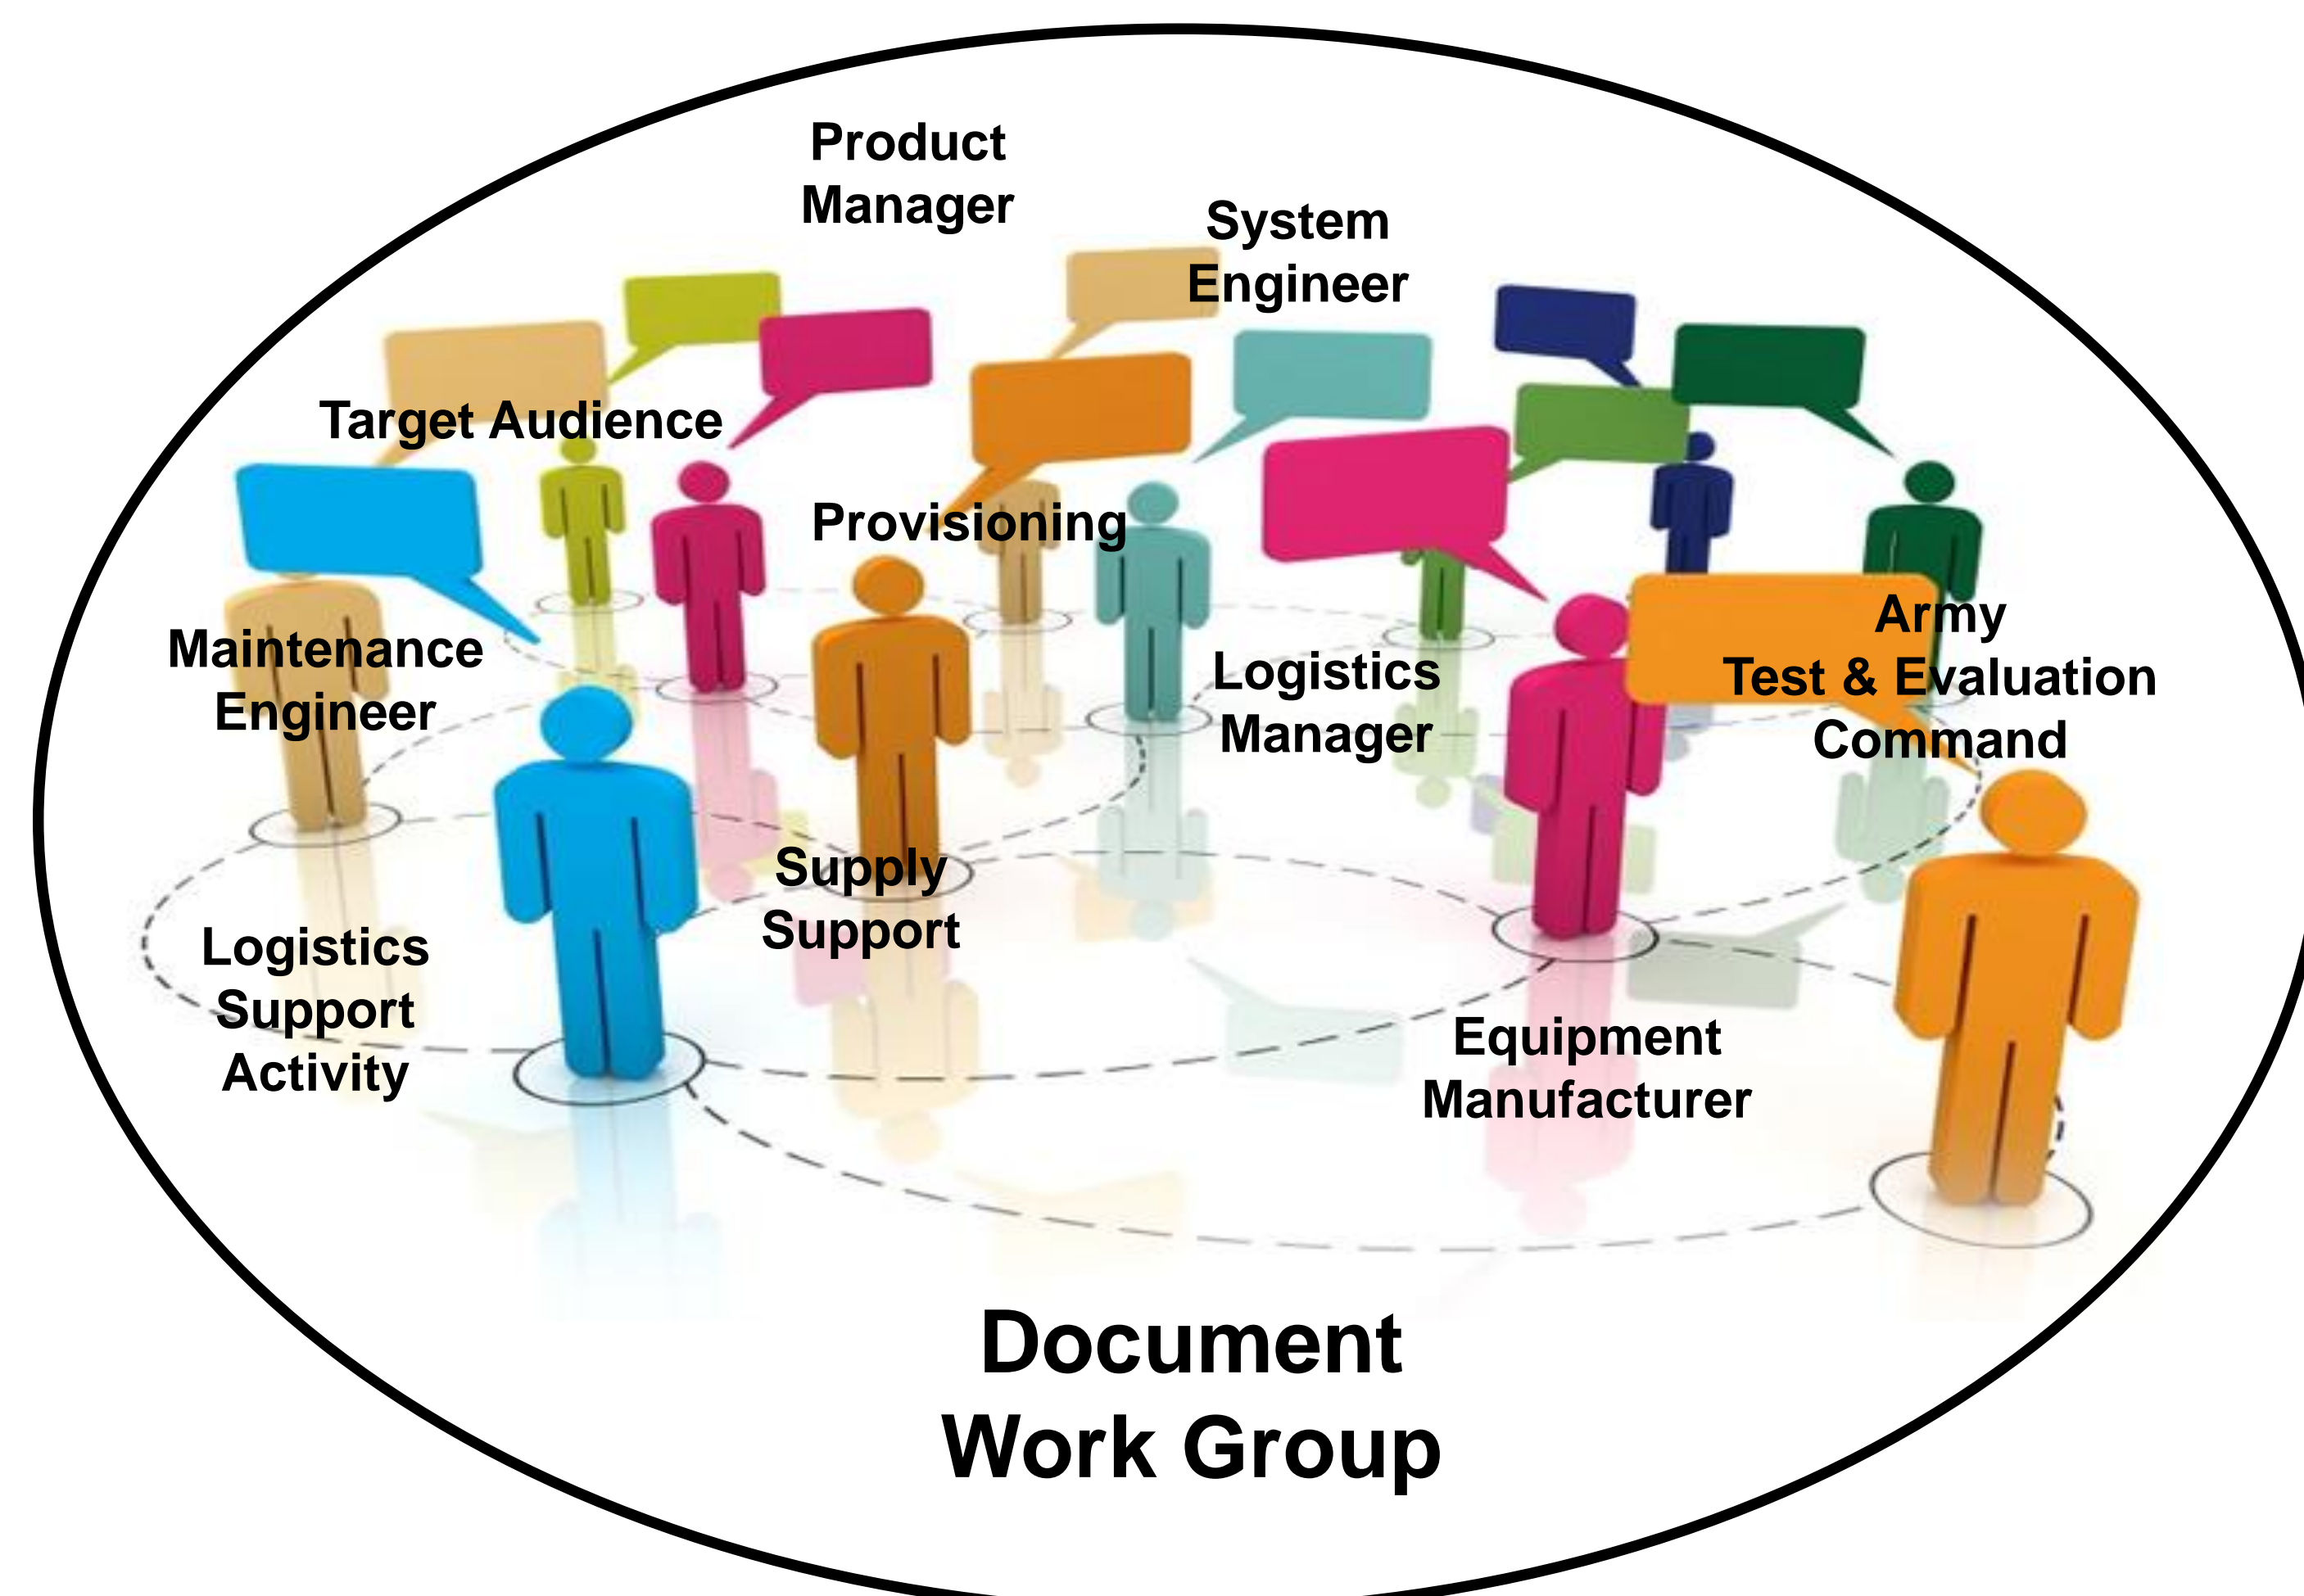 Product
Manager
System
Engineer
Target Audience
Provisioning
Maintenance
Engineer
Logistics
Manager
Army
Test & Evaluation
Command
Supply
Support
Logistics
Support
Activity
Equipment
Manufacturer
Document
Work Group